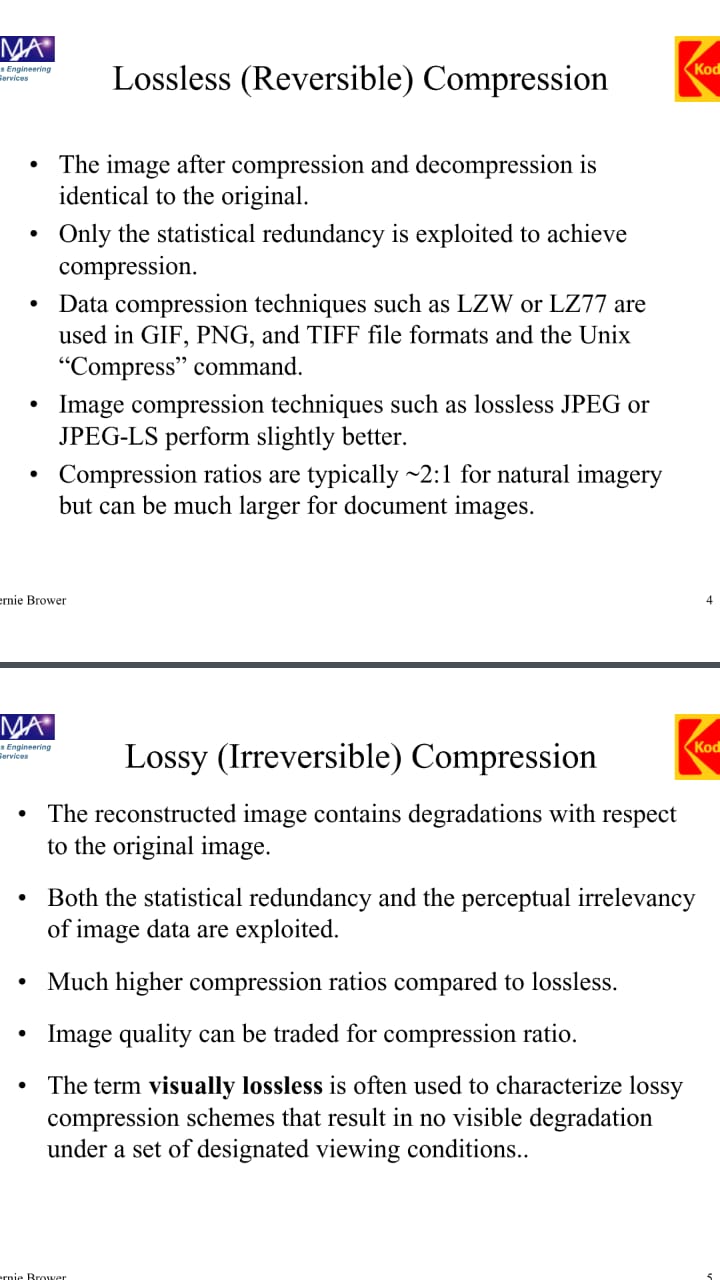 MA
s Engineering
Services
Lossless (Reversible) Compression
Kod
• The image after compression and decompression is
identical to the original.
• Only the statistical redundancy is exploited to achieve
compression.
• Data compression techniques such as LZW or LZ77 are
used in GIF, PNG, and TIFF file formats and the Unix
“Compress” command.
• Image compression techniques such as lossless JPEG or
JPEG-LS perform slightly better.
• Compression ratios are typically ~2:1 for natural imagery
but can be much larger for document images.
ernie Brower
4
MA
s Engineering
Services
Lossy (Irreversible) Compression
Kod
• The reconstructed image contains degradations with respect
to the original image.
• Both the statistical redundancy and the perceptual irrelevancy
of image data are exploited.
• Much higher compression ratios compared to lossless.
• Image quality can be traded for compression ratio.
• The term visually lossless is often used to characterize lossy
compression schemes that result in no visible degradation
under a set of designated viewing conditions..
ernie Brower
5